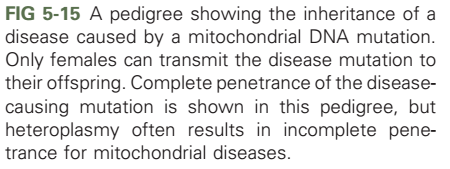 FIG 5-15 A pedigree showing the inheritance of a
disease caused by a mitochondrial DNA mutation.
Only females can transmit the disease mutation to
their offspring. Complete penetrance of the disease-
causing mutation is shown in this pedigree, but
heteroplasmy often results in incomplete pene-
trance for mitochondrial diseases.